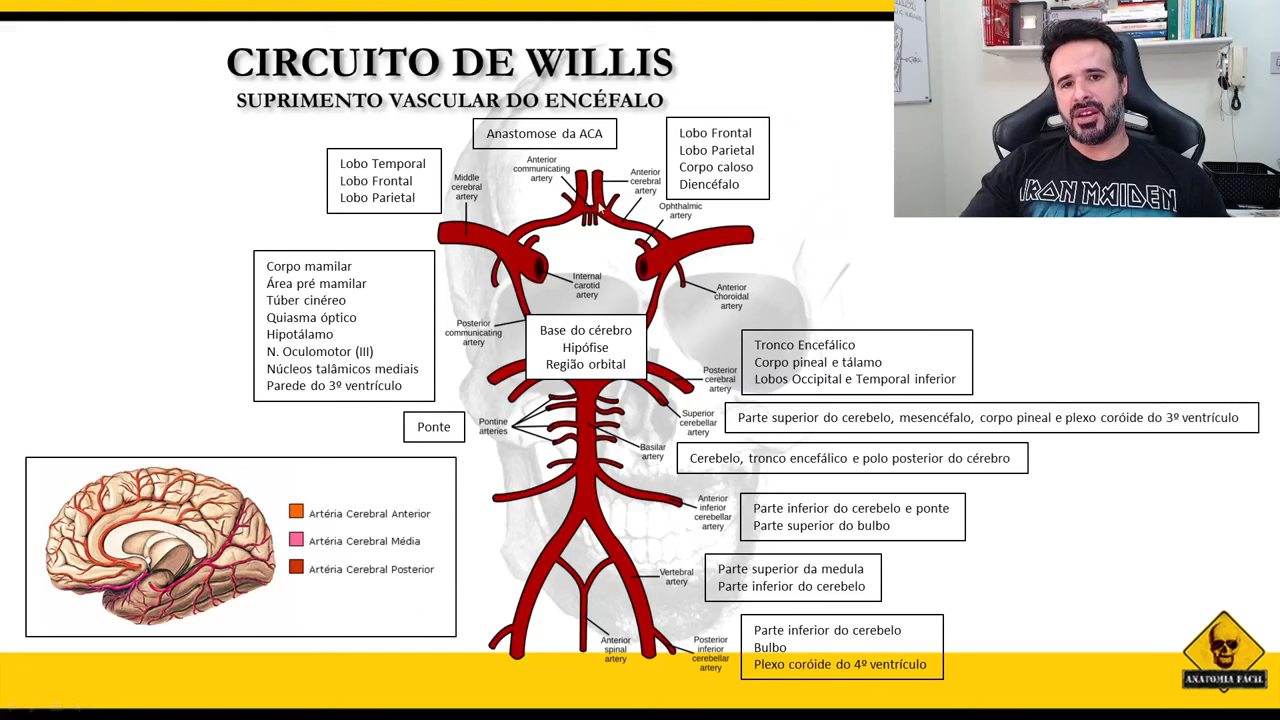 CIRCUITO DE WILLIS
SUPRIMENTO VASCULAR DO ENCÉFALO
Anastomose da ACA
Lobo Frontal
Lobo Parietal
Corpo caloso
Diencéfalo
Lobo Temporal
Lobo Frontal
Lobo Parietal
Middle
cerebral
artery
Anterior
communicating
artery
Anterior
cerebral
artery
Ophthalmic
artery
IRON MAIDEN
Corpo mamilar
Área pré mamilar
Túber cinéreo
Quiasma óptico
Hipotálamo
N. Oculomotor (III)
Núcleos talâmicos mediais
Parede do 3º ventrículo
Internal
carotid
artery
Anterior
choroidal
artery
Posterior
communicating
artery
Base do cérebro
Hipófise
Região orbital
Tronco Encefálico
Corpo pineal e tálamo
Lobos Occipital e Temporal inferior
Posterior
cerebral
artery
Superior
cerebellar
artery
Parte superior do cerebelo, mesencéfalo, corpo pineal e plexo coróide do 3º ventrículo
Ponte
Pontine
arteries
Basilar
artery
Cerebelo, tronco encefálico e polo posterior do cérebro
Artéria Cerebral Anterior
Artéria Cerebral Média
Artéria Cerebral Posterior
Anterior
inferior
cerebellar
artery
Parte inferior do cerebelo e ponte
Parte superior do bulbo
Vertebral
artery
Parte superior da medula
Parte inferior do cerebelo
Anterior
spinal
artery
Posterior
inferior
cerebellar
artery
Parte inferior do cerebelo
Bulbo
Plexo coróide do 4º ventrículo
ANATOMIA FÁCIL